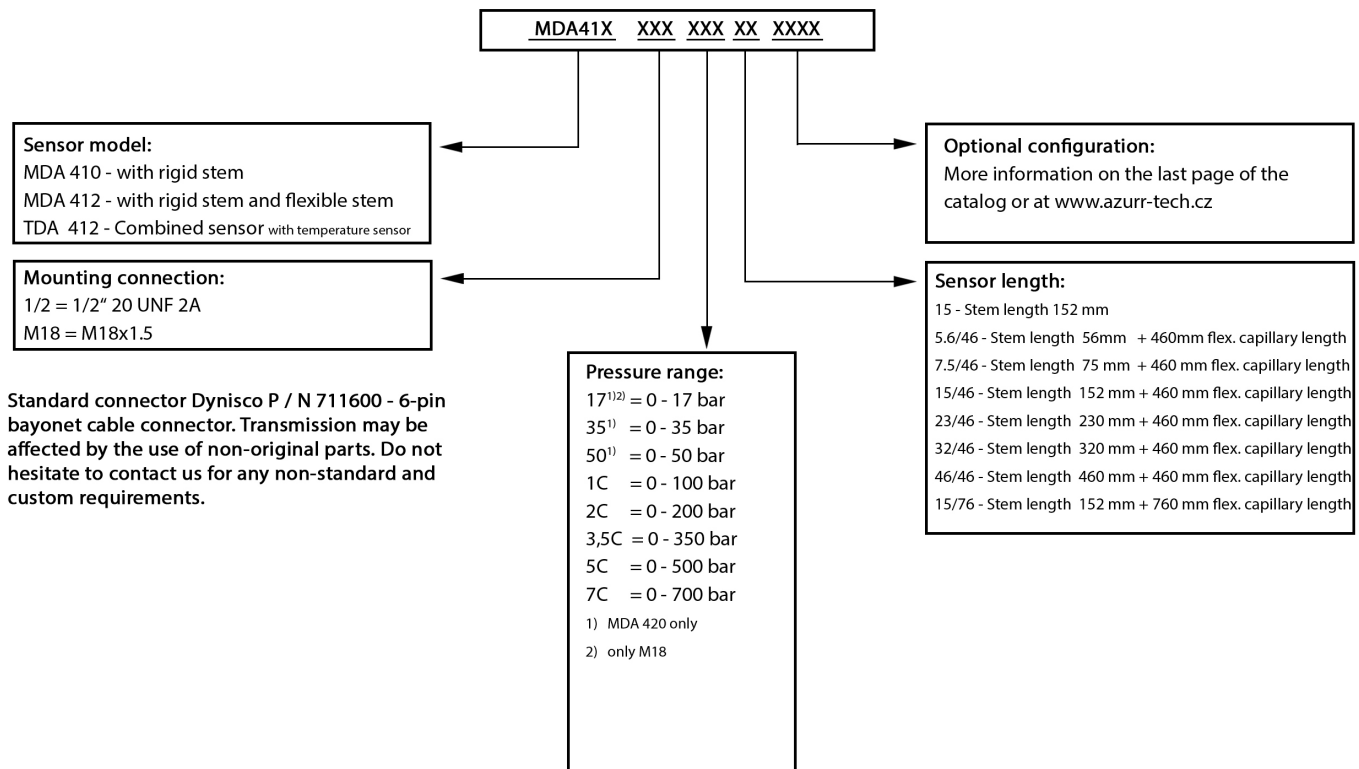 MDA41X XXX XXX XX XXXX
Sensor model:
MDA 410 - with rigid stem
MDA 412 - with rigid stem and flexible stem
TDA 412 - Combined sensor with temperature sensor
Mounting connection:
1/2 = 1/2“ 20 UNF 2A
M18 = M18x1.5
Standard connector Dynisco P / N 711600 - 6-pin
bayonet cable connector. Transmission may be
affected by the use of non-original parts. Do not
hesitate to contact us for any non-standard and
custom requirements.
Pressure range:
17¹⁾²⁾ = 0 - 17 bar
35¹⁾ = 0 - 35 bar
50¹⁾ = 0 - 50 bar
1C = 0 - 100 bar
2C = 0 - 200 bar
3,5C = 0 - 350 bar
5C = 0 - 500 bar
7C = 0 - 700 bar
1) MDA 420 only
2) only M18
Optional configuration:
More information on the last page of the
catalog or at www.azurr-tech.cz
Sensor length:
15 - Stem length 152 mm
5.6/46 - Stem length 56mm + 460mm flex. capillary length
7.5/46 - Stem length 75 mm + 460 mm flex. capillary length
15/46 - Stem length 152 mm + 460 mm flex. capillary length
23/46 - Stem length 230 mm + 460 mm flex. capillary length
32/46 - Stem length 320 mm + 460 mm flex. capillary length
46/46 - Stem length 460 mm + 460 mm flex. capillary length
15/76 - Stem length 152 mm + 760 mm flex. capillary length